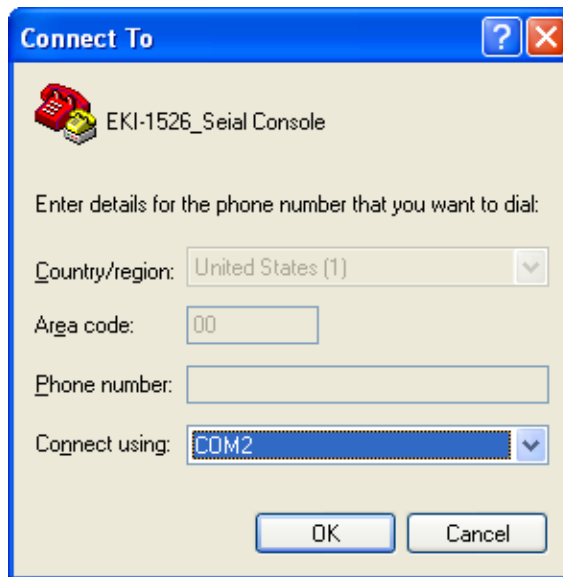 Connect To
EKI-1526_Seial Console
Enter details for the phone number that you want to dial:
Country/region: United States (1)
Area code: 00
Phone number:
Connect using: COM2
OK Cancel